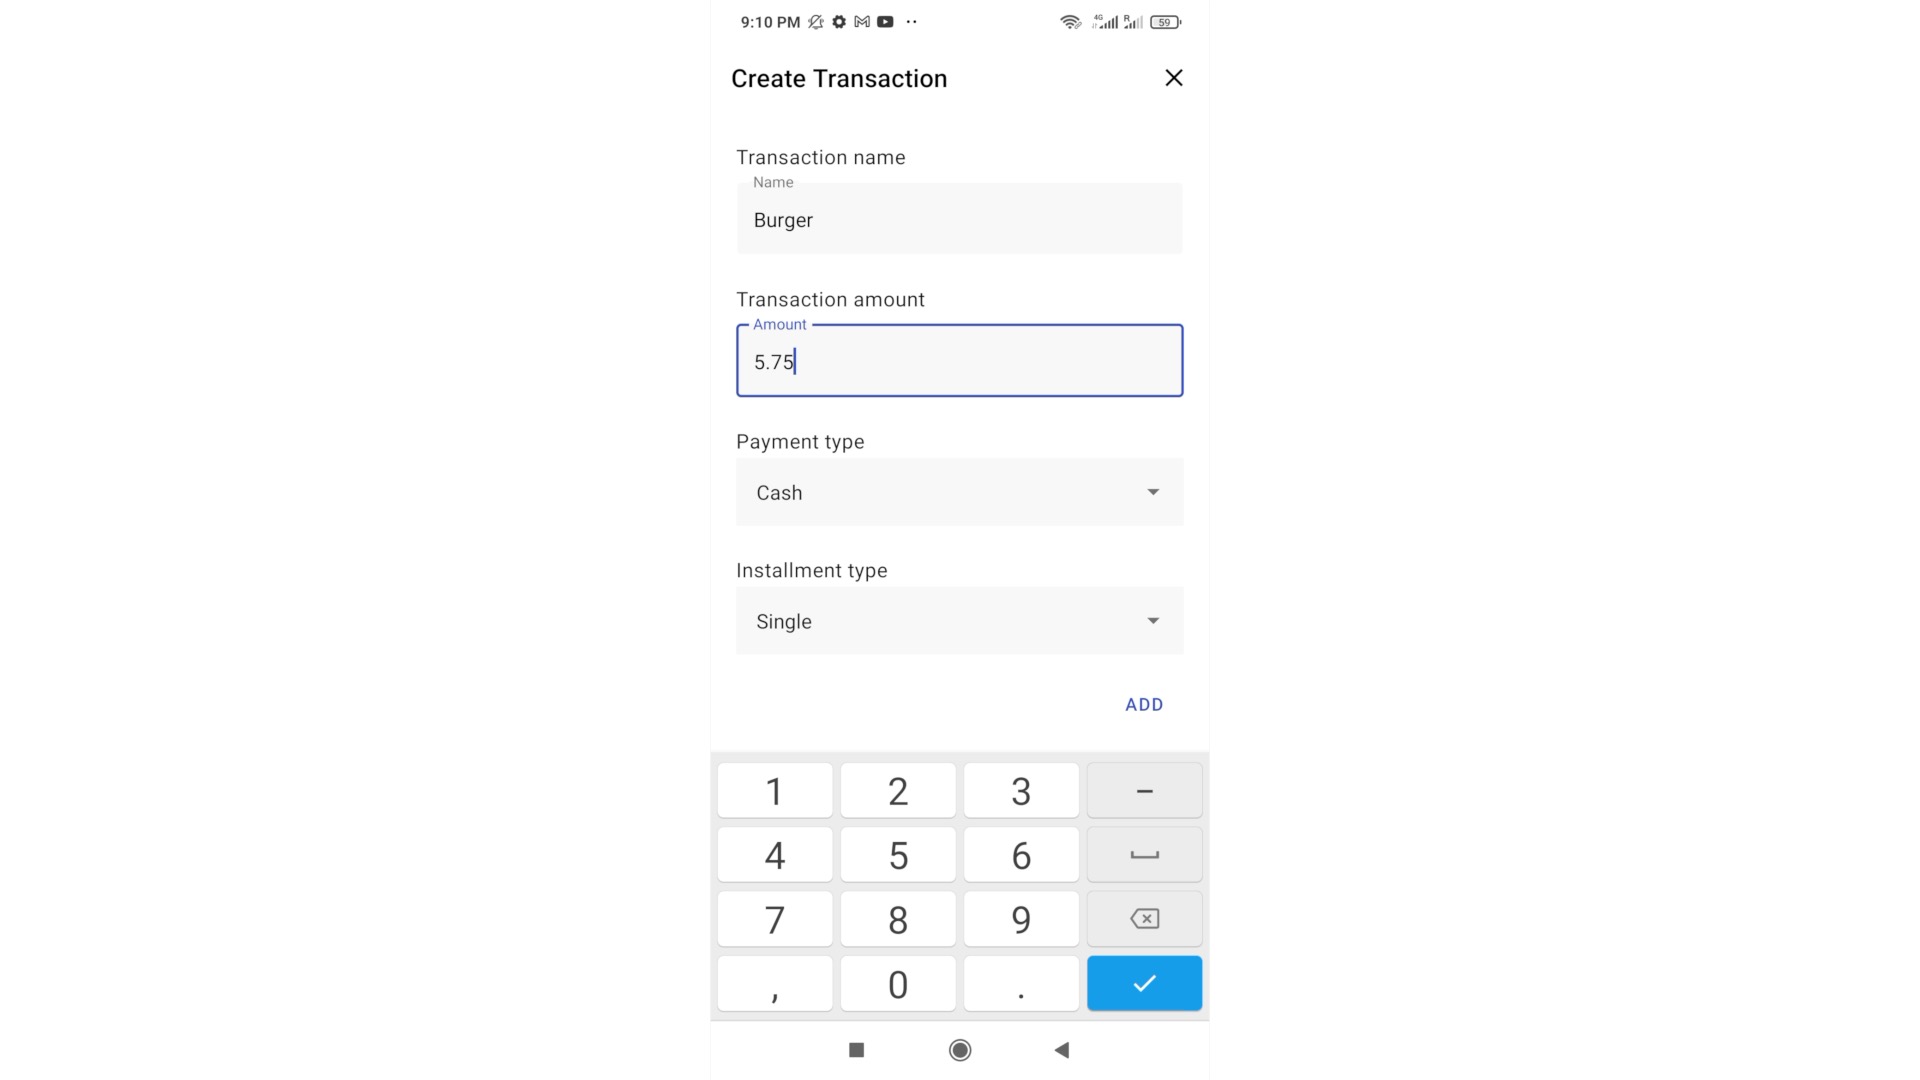 9:10 PM
4G R 59
Create Transaction
Transaction name
Name
Burger
Transaction amount
Amount
5.75
Payment type
Cash
Installment type
Single
ADD
1 2 3 -
4 5 6
7 8 9
, 0 .